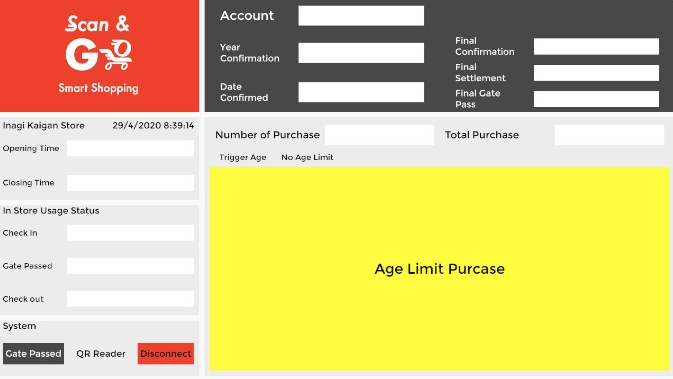 Scan &
GO
Smart Shopping
Account
Year
Confirmation
Date
Confirmed
Final
Confirmation
Final
Settlement
Final Gate
Pass
Inagi Kaigan Store 29/4/2020 8:39:14
Opening Time
Closing Time
In Store Usage Status
Check In
Gate Passed
Check out
System
Gate Passed QR Reader Disconnect
Number of Purchase Total Purchase
Trigger Age No Age Limit
Age Limit Purcase